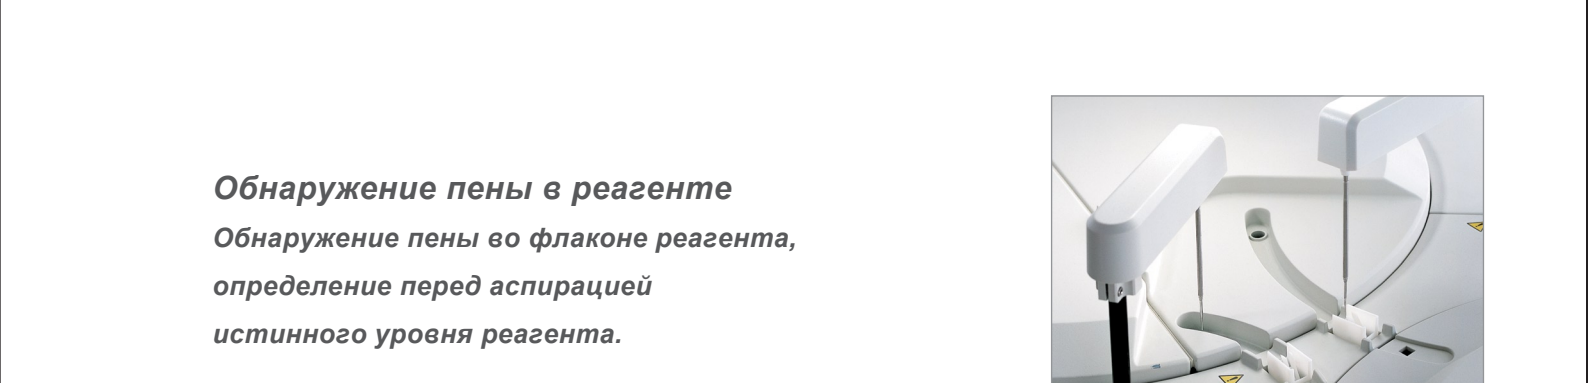 Обнаружение пены в реагенте
Обнаружение пены во флаконе реагента,
определение перед аспирацией
истинного уровня реагента.